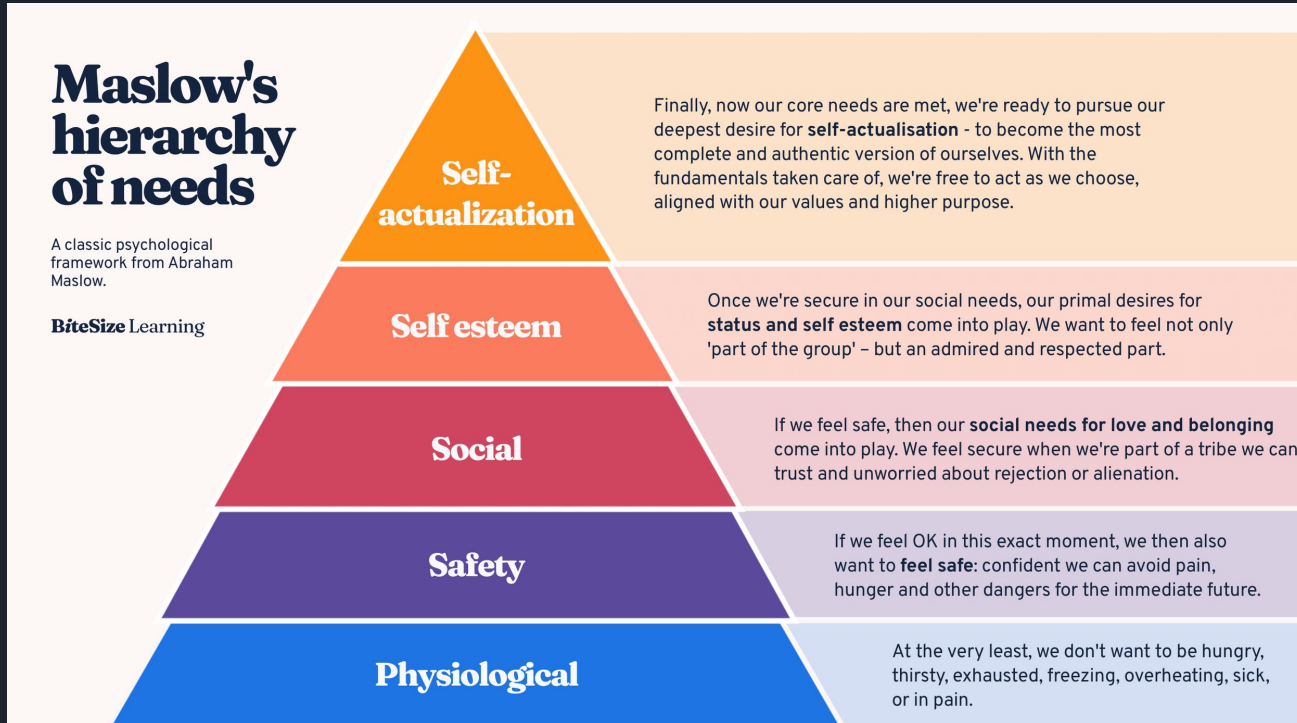 Maslow's
hierarchy
of needs
A classic psychological
framework from Abraham
Maslow.
BiteSize Learning
Self-
actualization
Finally, now our core needs are met, we're ready to pursue our
deepest desire for self-actualisation - to become the most
complete and authentic version of ourselves. With the
fundamentals taken care of, we're free to act as we choose,
aligned with our values and higher purpose.
Self esteem
Once we're secure in our social needs, our primal desires for
status and self esteem come into play. We want to feel not only
'part of the group' – but an admired and respected part.
Social
If we feel safe, then our social needs for love and belonging
come into play. We feel secure when we're part of a tribe we can
trust and unworried about rejection or alienation.
Safety
If we feel OK in this exact moment, we then also
want to feel safe: confident we can avoid pain,
hunger and other dangers for the immediate future.
Physiological
At the very least, we don't want to be hungry,
thirsty, exhausted, freezing, overheating, sick,
or in pain.